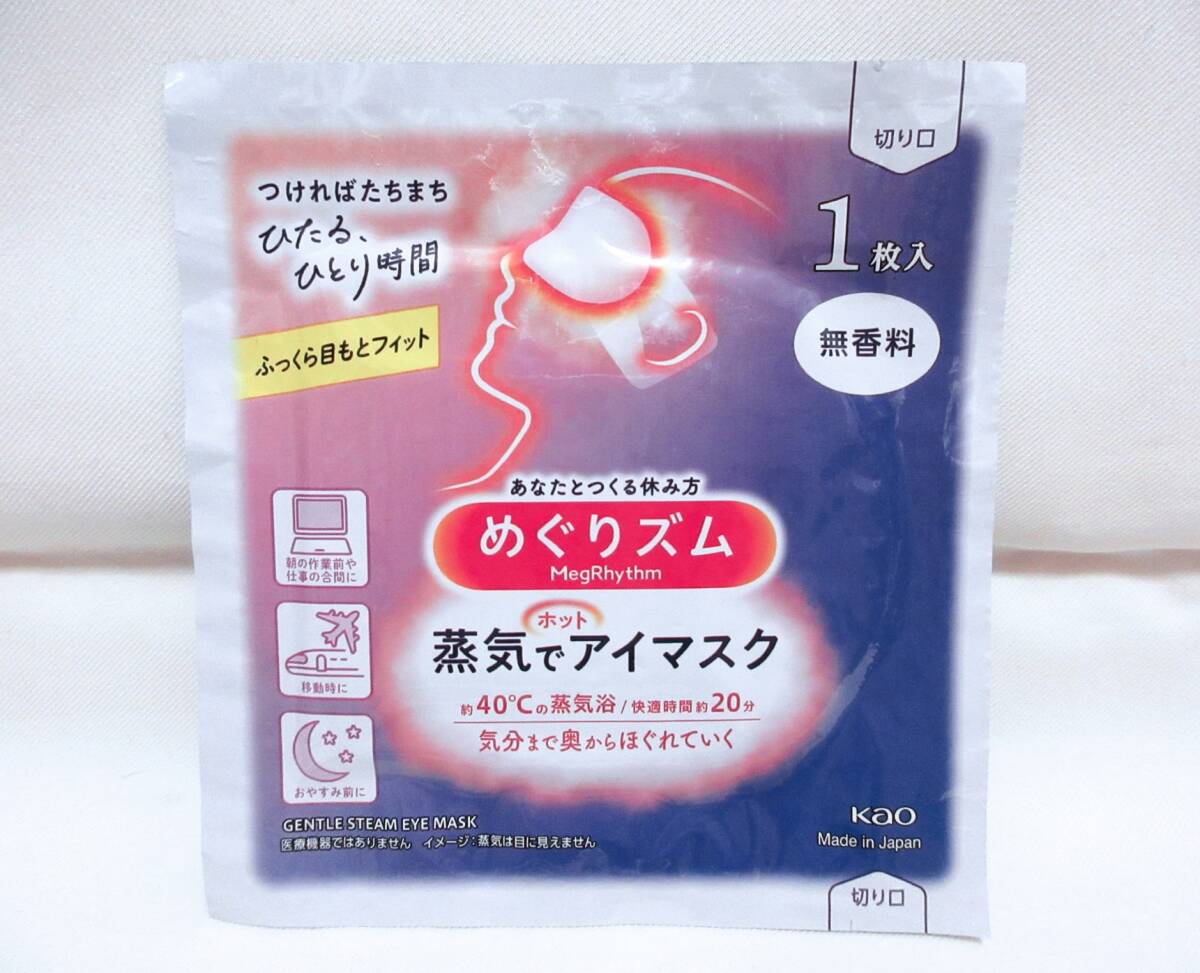 切り口
つければたちまち
ひたる、
ひとり時間
1枚入
無香料
ふっくら目もとフィット
あなたとつくる休み方
めぐりズム
MegRhythm
ホット
蒸気でアイマスク
約40℃の蒸気浴/快適時間約20分
気分まで奥からほぐれていく
朝の作業前や
仕事の合間に
移動時に
おやすみ前に
GENTLE STEAM EYE MASK
医療機器ではありません イメージ:蒸気は目に見えません
Kao
Made in Japan
切り口